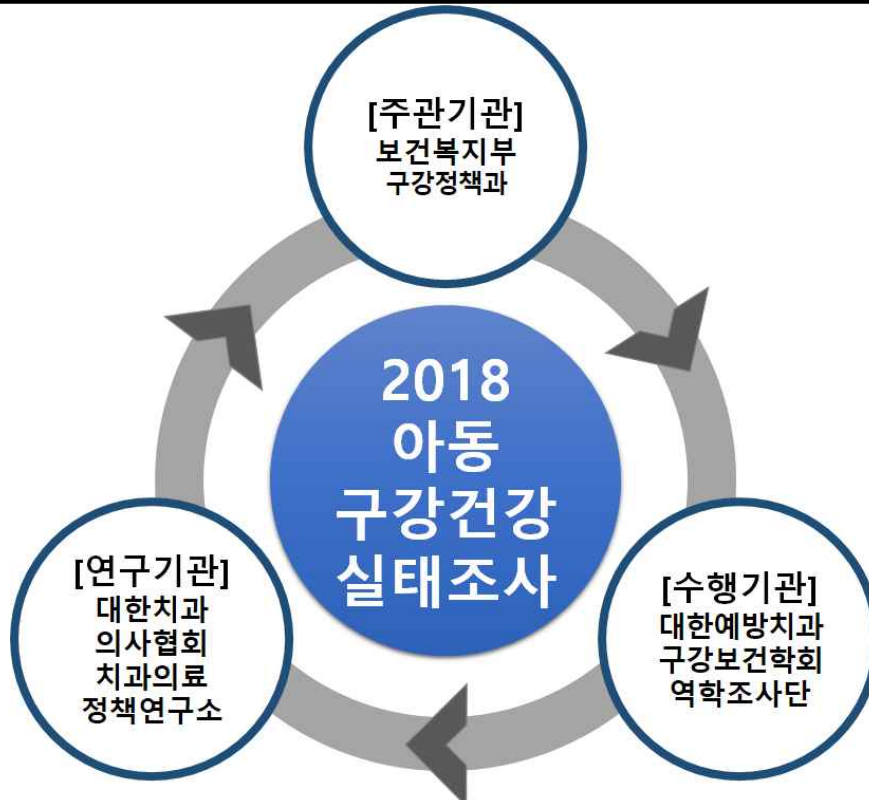 [주관기관]
보건복지부
구강정책과
2018
아동
구강건강
실태조사
[연구기관]
대한치과
의사협회
치과의료
정책연구소
[수행기관]
대한예방치과
구강보건학회
역학조사단